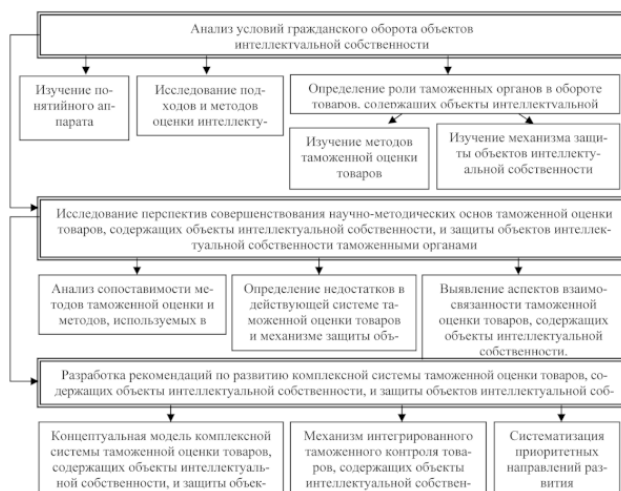 Анализ условий гражданского оборота объектов
интеллектуальной собственности
Изучение по-
нятийного ап-
парата
Исследование под-
ходов и методов
оценки интеллекту-
Определение роли таможенных органов в обороте
товаров, содержащих объекты интеллектуальной
Изучение методов
таможенной оценки
товаров
Изучение механизма защи-
ты объектов интеллекту-
альной собственности
Исследование перспектив совершенствования научно-методических основ таможенной оценки
товаров, содержащих объекты интеллектуальной собственности, и защиты объектов интеллек-
туальной собственности таможенными органами
Анализ сопоставимости ме-
тодов таможенной оценки и
методов, используемых в
Определение недостатков в
действующей системе та-
моженной оценки товаров
и механизме защиты объ-
Выявление аспектов взаимо-
связанности таможенной
оценки товаров, содержащих
объекты интеллектуальной
собственности.
Разработка рекомендаций по развитию комплексной системы таможенной оценки товаров, со-
держащих объекты интеллектуальной собственности, и защиты объектов интеллектуальной соб-
Концептуальная модель комплексной
системы таможенной оценки товаров,
содержащих объекты интеллектуаль-
ной собственности, и защиты объек-
Механизм интегрированного
таможенного контроля това-
ров, содержащих объекты
интеллектуальной собствен-
Систематизация
приоритетных
направлений раз-
вития